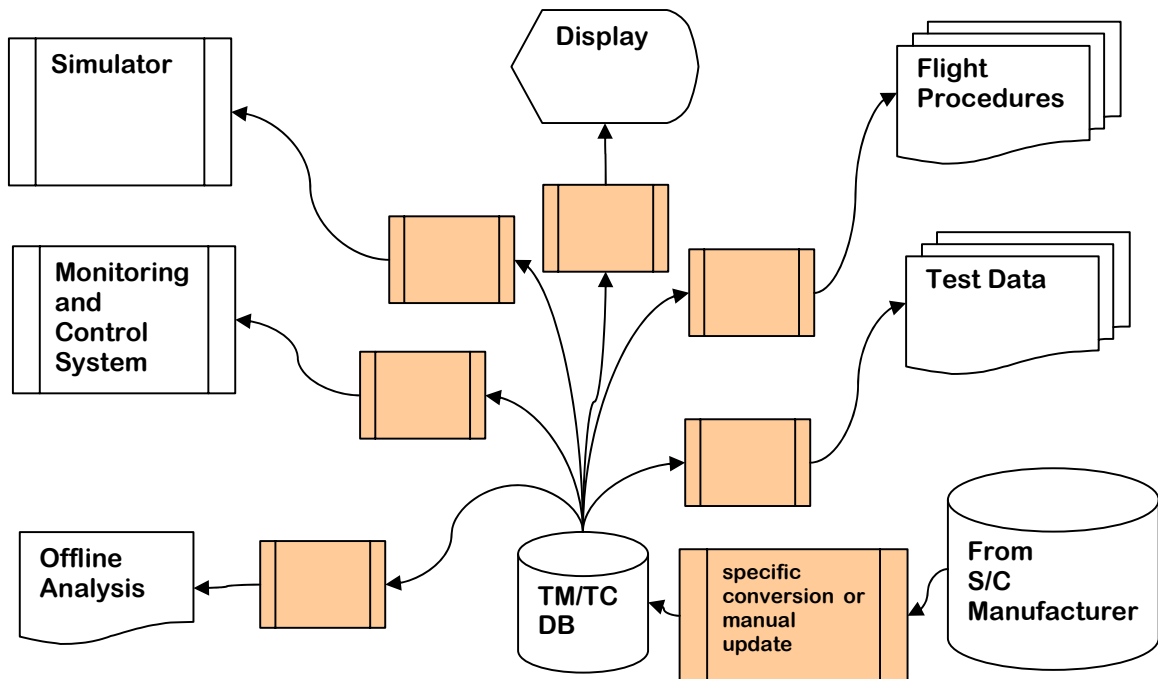 Simulator
Display
Flight
Procedures
Monitoring
and
Control
System
Test Data
Offline
Analysis
TM/TC
DB
specific
conversion or
manual
update
From
S/C
Manufacturer